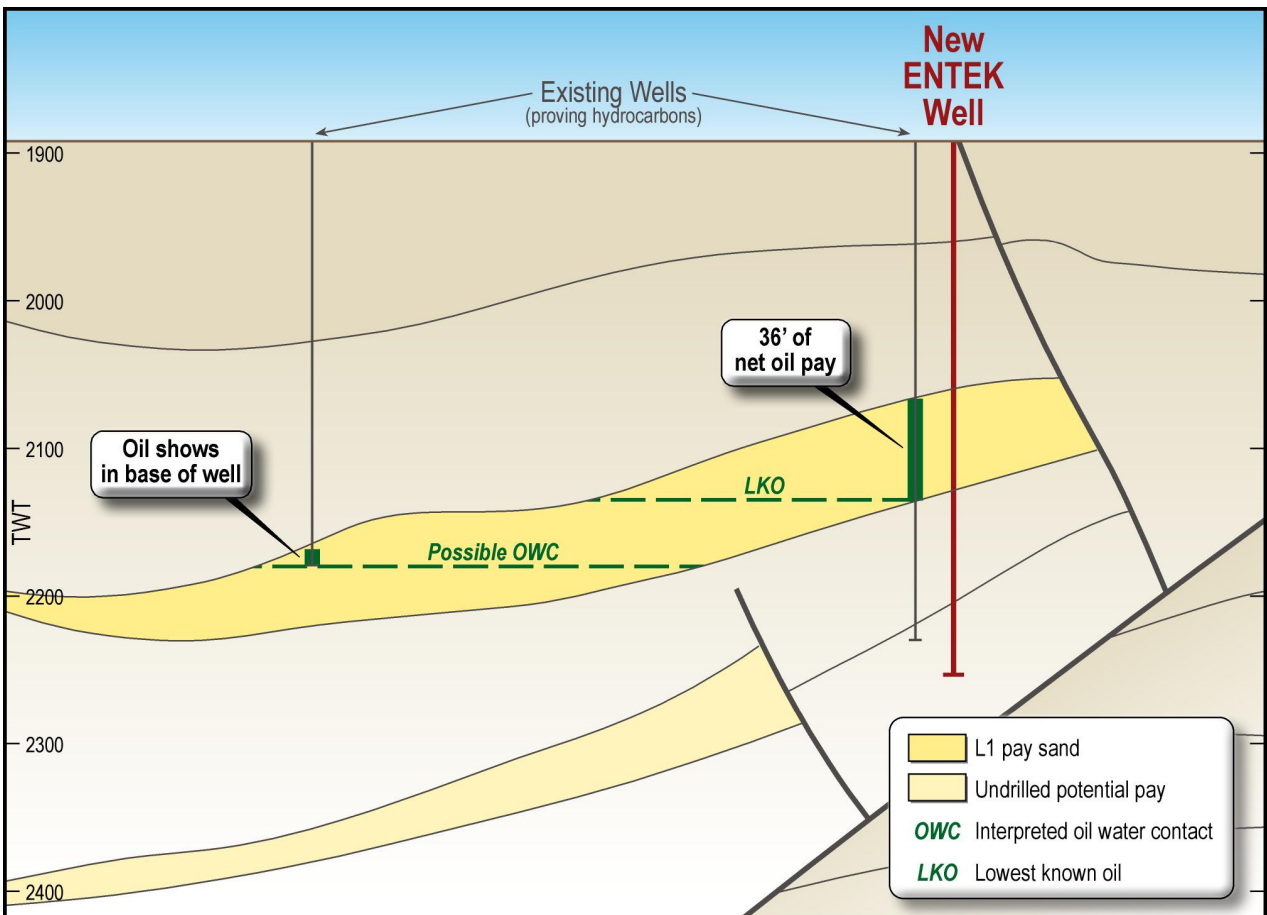 New
ENTEK
Well
Existing Wells
(proving hydrocarbons)
1900
2000
36’ of
net oil pay
2100
Oil shows
in base of well
LKO
TWT
Possible OWC
2200
2300
L1 pay sand
Undrilled potential pay
OWC Interpreted oil water contact
LKO Lowest known oil
2400